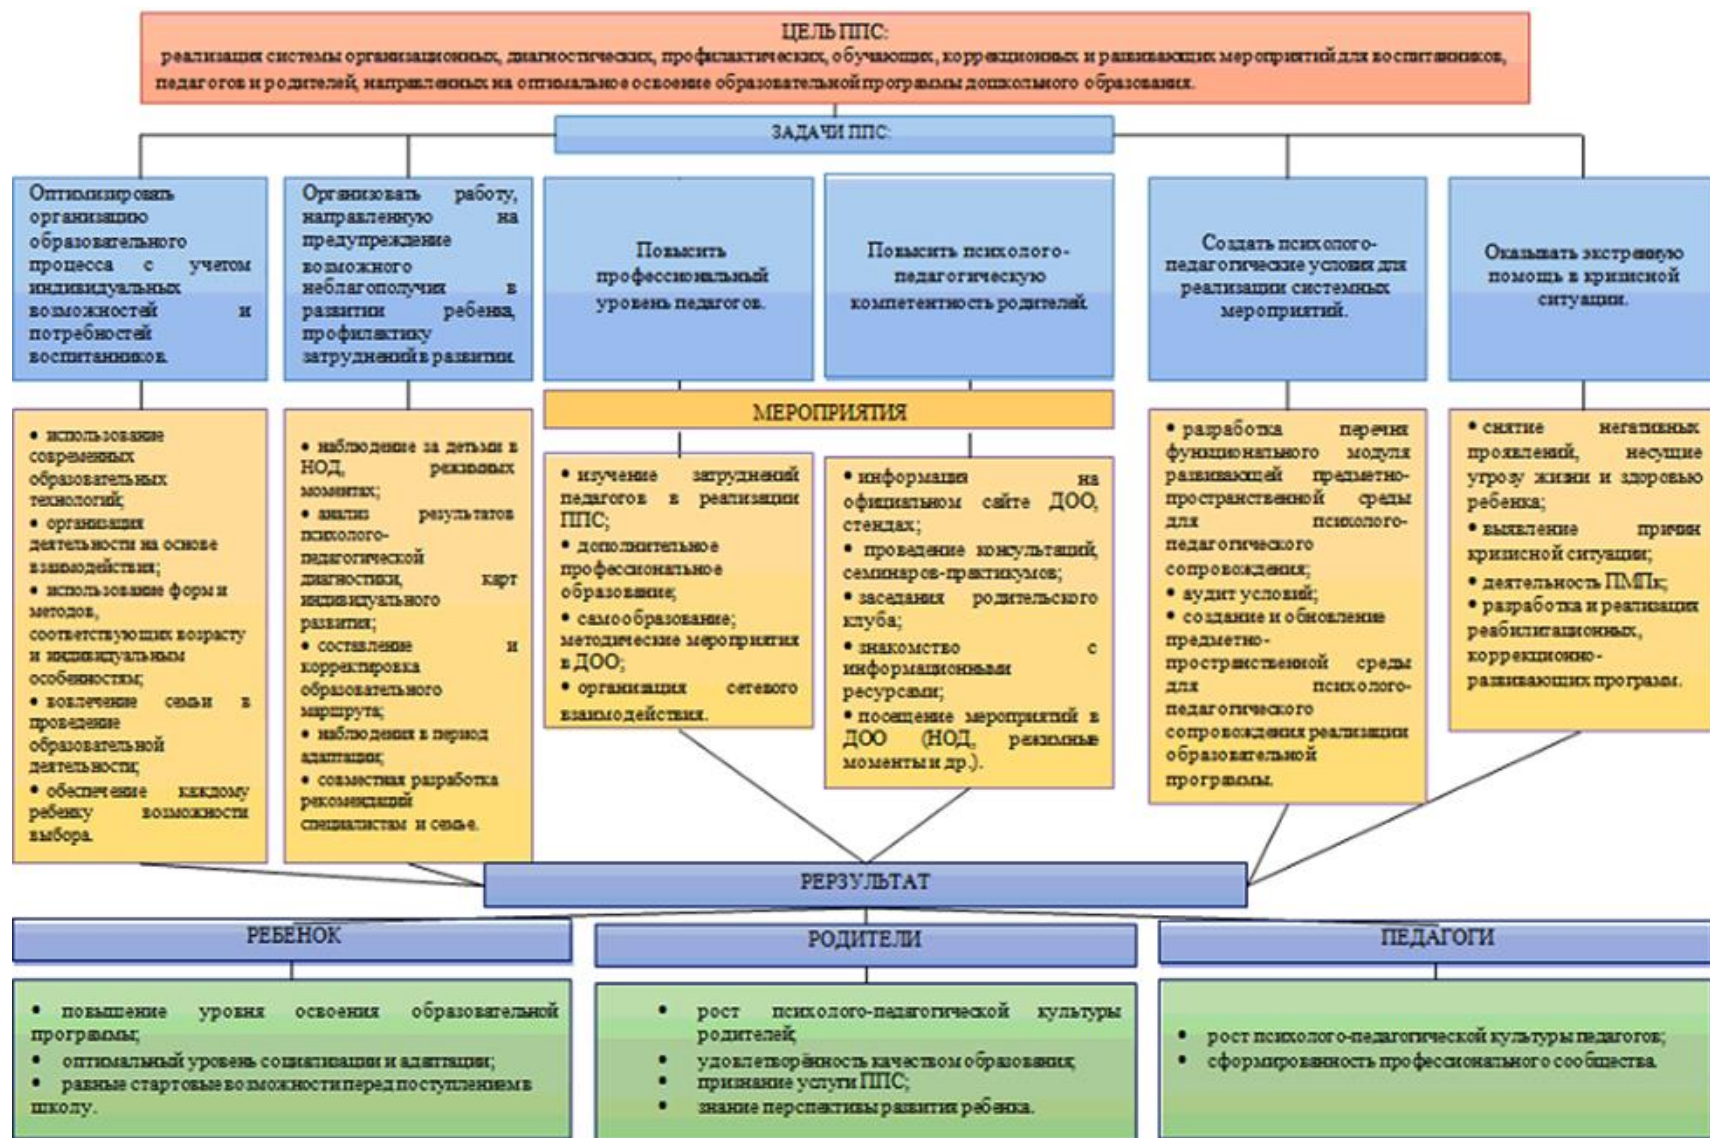 ЦЕЛЬ ППС:
реализация системы организационных, диагностических, профилактических, обучающих, коррекционных и развивающих мероприятий для воспитанников,
педагогов и родителей, направленных на оптимальное освоение образовательной программы дошкольного образования.
ЗАДАЧИ ППС:
Оптимизировать
организацию
образовательного
процесса с учетом
индивидуальных
возможностей и
потребностей
воспитанников.
Организовать работу,
направленную на
предупреждение
возможного
неблагополучия в
развитии ребенка,
профилактику
затруднений в развитии.
Повысить
профессиональный
уровень педагогов.
Повысить психолого-
педагогическую
компетентность родителей.
Создать психолого-
педагогические условия для
реализации системных
мероприятий.
Оказывать экстренную
помощь в кризисной
ситуации.
МЕРОПРИЯТИЯ
• использование
современных
образовательных
технологий;
• организация
деятельности на основе
взаимодействия;
• использование форм и
методов,
соответствующих возрасту
и индивидуальным
особенностям;
• вовлечение семьи в
проведение
образовательной
деятельности;
• обеспечение каждому
ребенку возможности
выбора.
• наблюдение за детьми в
НОД, режимных
моментах;
• анализ результатов
психолого-
педагогической
диагностики, карт
индивидуального
развития;
• составление и
корректировка
образовательного
маршрута;
• наблюдения в период
адаптации;
• совместная разработка
рекомендаций
специалистам и семье.
• изучение затруднений
педагогов в реализации
ППС;
• дополнительное
профессиональное
образование;
• самообразование;
методические мероприятия
в ДОО;
• организация сетевого
взаимодействия.
• информация на
официальном сайте ДОО,
стендах;
• проведение консультаций,
семинаров-практикумов;
• заседания родительского
клуба;
• знакомство с
информационными
ресурсами;
• посещение мероприятий в
ДОО (НОД, режимные
моменты и др.).
• разработка перечня
функционального модуля
развивающей предметно-
пространственной среды
для психолого-
педагогического
сопровождения;
• аудит условий;
• создание и обновление
предметно-
пространственной среды
для психолого-
педагогического
сопровождения реализации
образовательной
программы.
• снятие негативных
проявлений, несущие
угрозу жизни и здоровью
ребенка;
• выявление причин
кризисной ситуации;
• деятельность ПМПк;
• разработка и реализация
реабилитационных,
коррекционно-
развивающих программ.
РЕРЗУЛЬТАТ
РЕБЕНОК
• повышение уровня освоения образовательной
программы;
• оптимальный уровень социализации и адаптации;
• равные стартовые возможности перед поступлением в
школу.
РОДИТЕЛИ
• рост психолого-педагогической культуры
родителей;
• удовлетворённость качеством образования;
• признание услуги ППС;
• знание перспективы развития ребенка.
ПЕДАГОГИ
• рост психолого-педагогической культуры педагогов;
• сформированность профессионального сообщества.